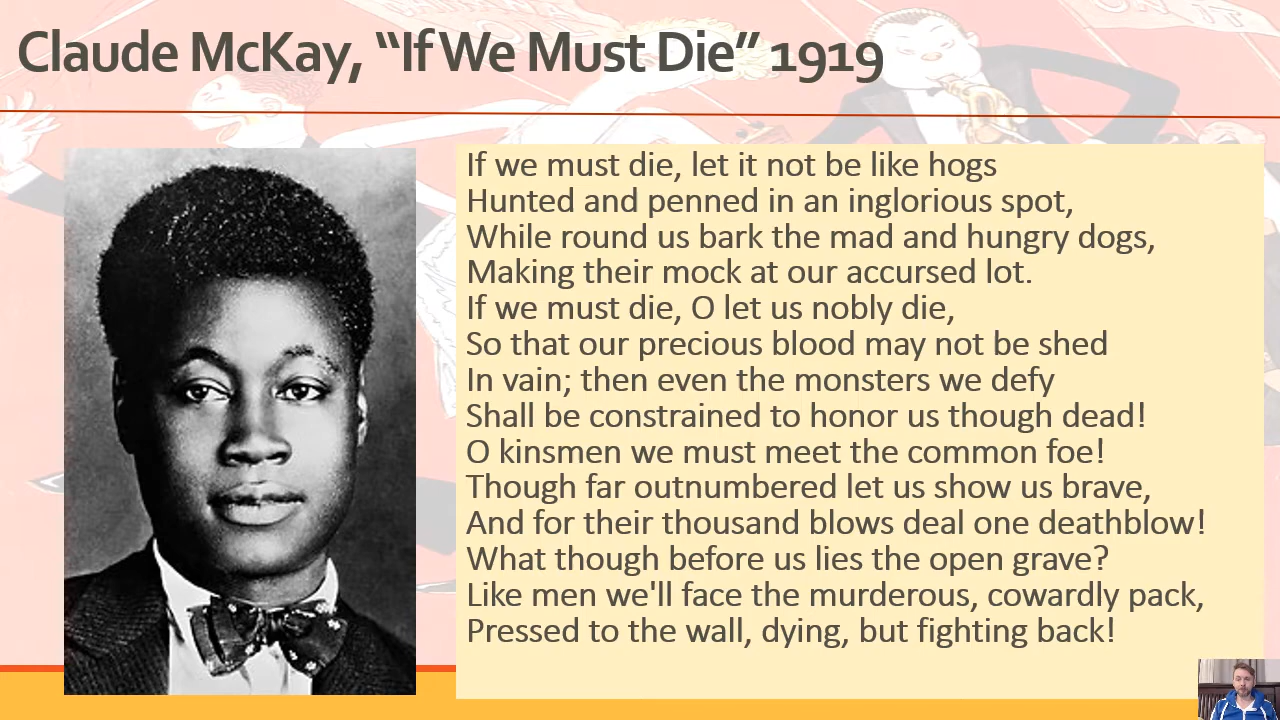 Claude McKay, “If We Must Die” 1919
If we must die, let it not be like hogs
Hunted and penned in an inglorious spot,
While round us bark the mad and hungry dogs,
Making their mock at our accursed lot.
If we must die, O let us nobly die,
So that our precious blood may not be shed
In vain; then even the monsters we defy
Shall be constrained to honor us though dead!
O kinsmen we must meet the common foe!
Though far outnumbered let us show us brave,
And for their thousand blows deal one deathblow!
What though before us lies the open grave?
Like men we'll face the murderous, cowardly pack,
Pressed to the wall, dying, but fighting back!